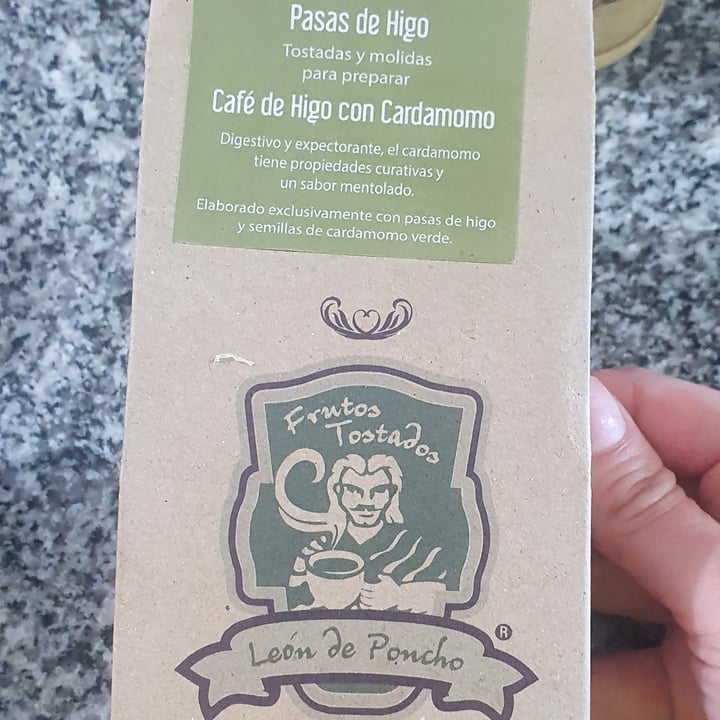 Pasas de Higo
Tostadas y molidas
para preparar
Café de Higo con Cardamomo
Digestivo y expectorante, el cardamomo
tiene propiedades curativas y
un sabor mentolado.
Elaborado exclusivamente con pasas de higo
y semillas de cardamomo verde.
Frutos
Tostados
León de Poncho
®